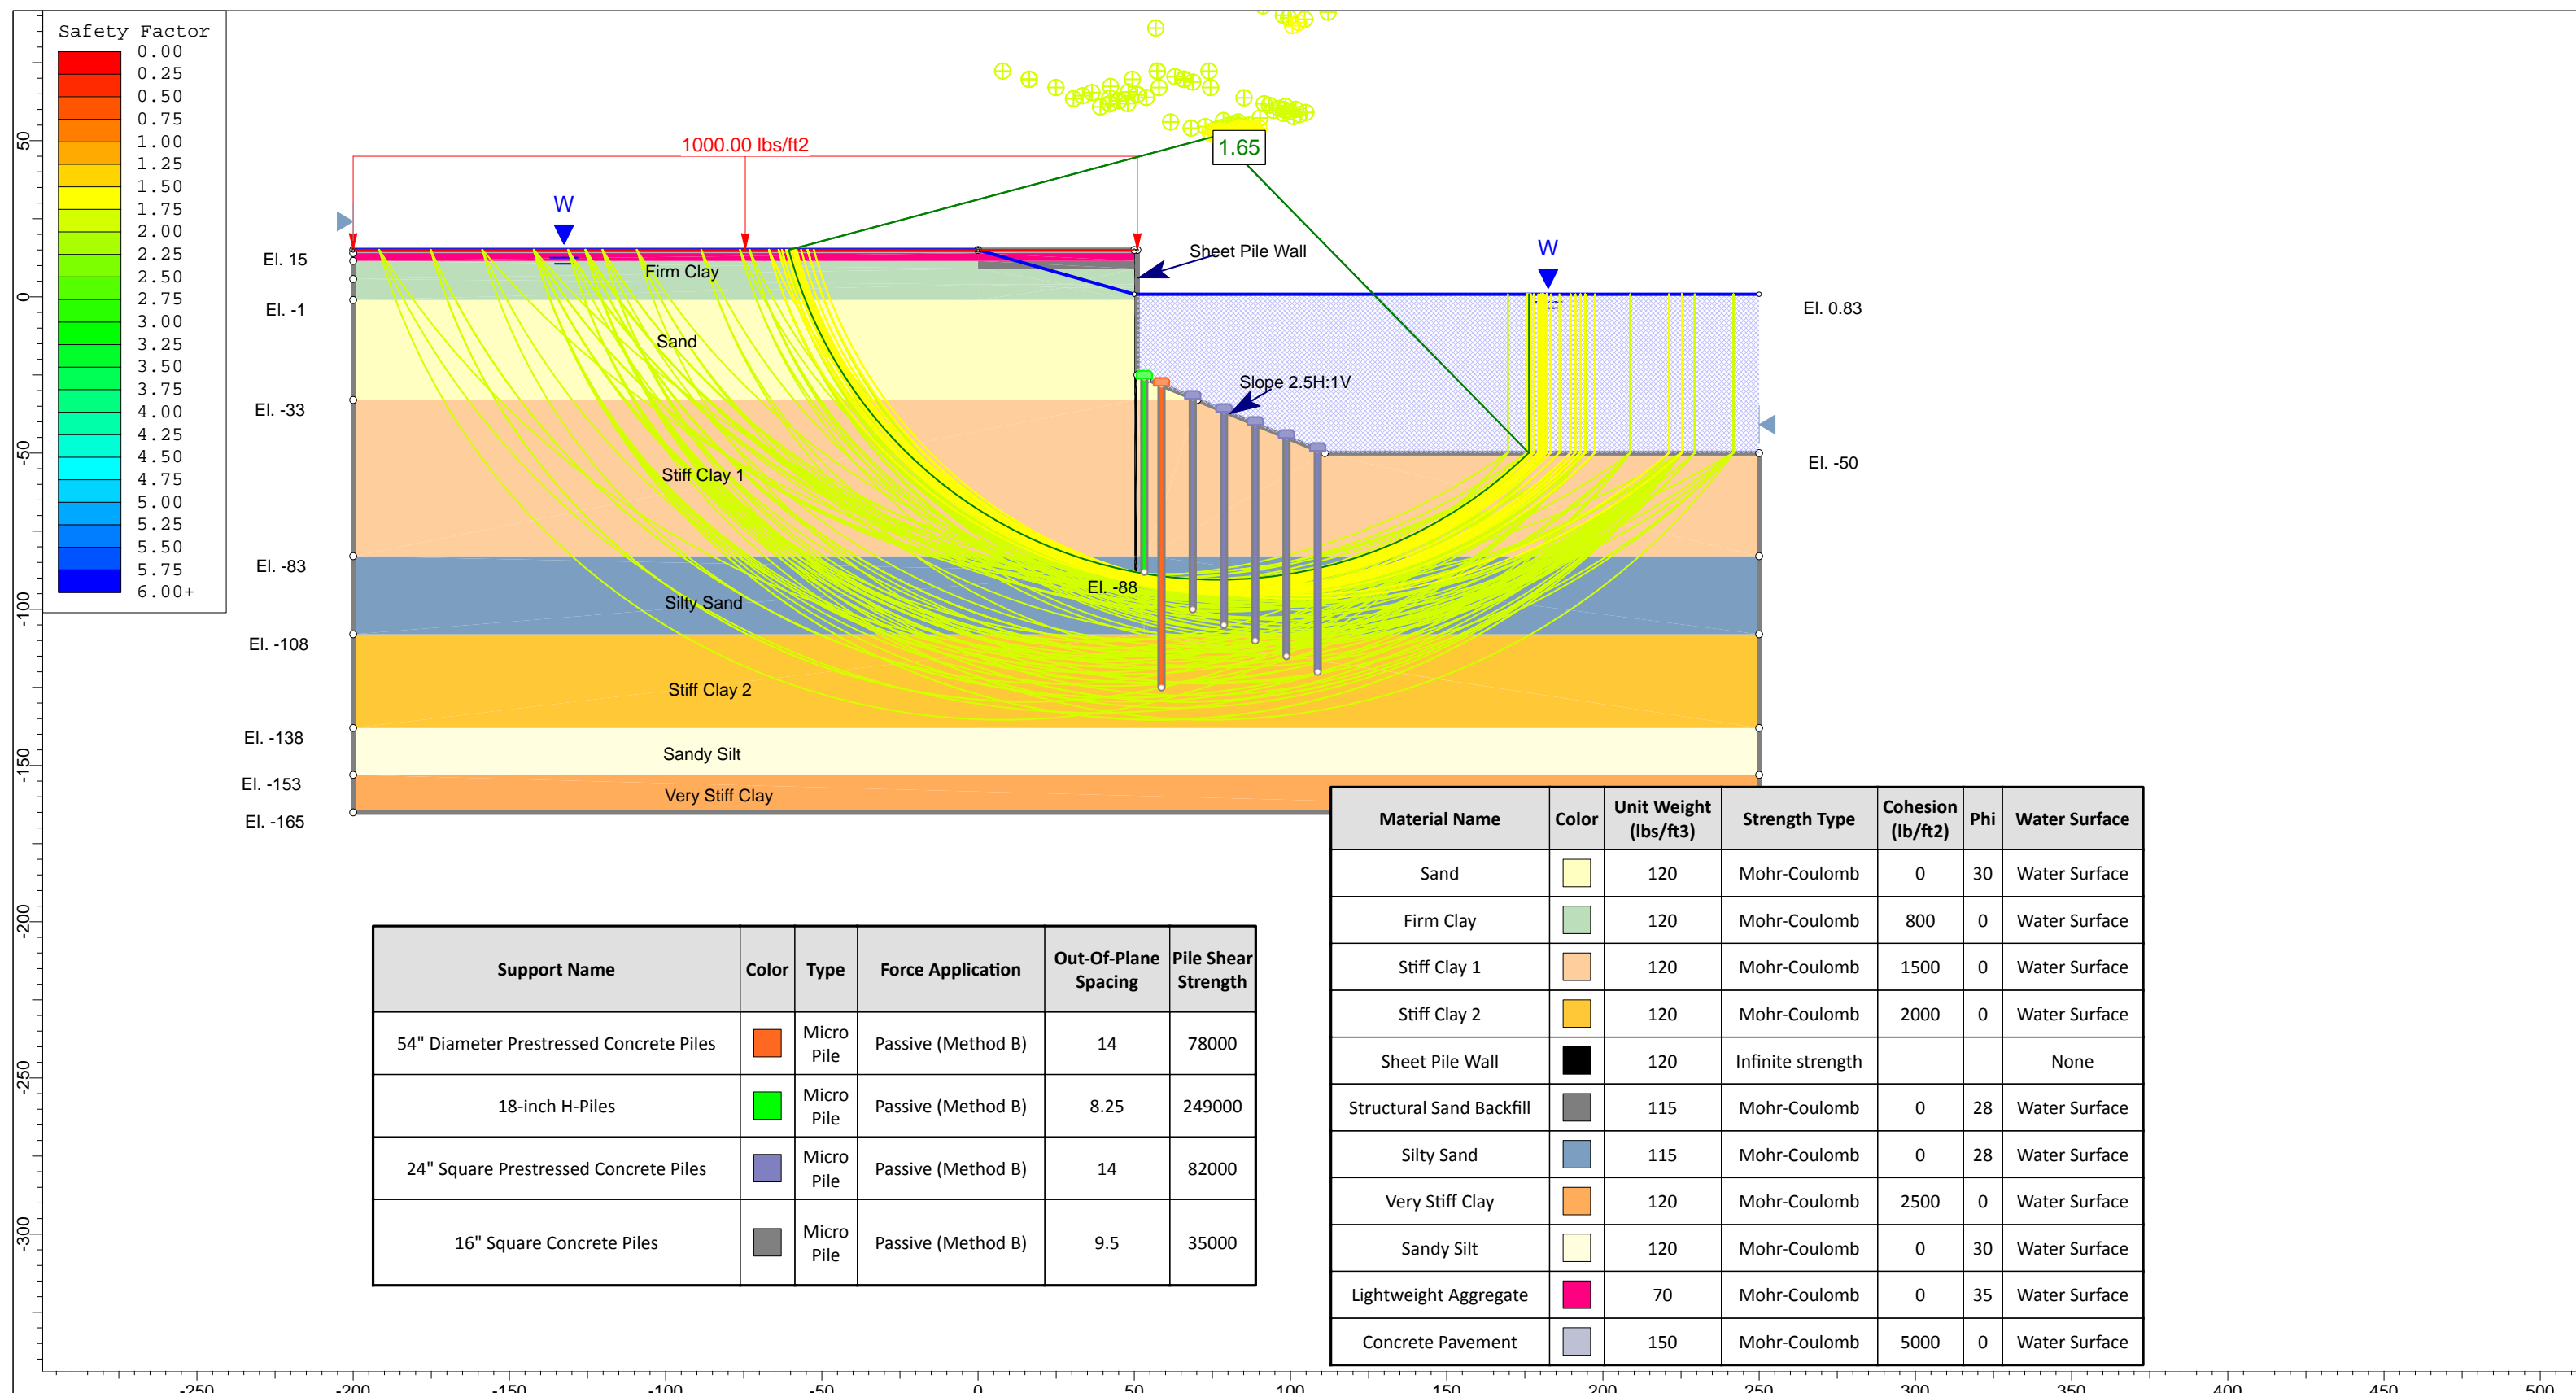 Safety Factor
0.00
0.25
0.50
0.75
1.00
1.25
1.50
1.75
2.00
2.25
2.50
2.75
3.00
3.25
3.50
3.75
4.00
4.25
4.50
4.75
5.00
5.25
5.50
5.75
6.00+
50
0
-50
-100
-150
-200
-250
-300
1000.00 lbs/ft2
1.65
W
W
Sheet Pile Wall
El. 15
Firm Clay
El. -1
El. 0.83
Sand
Slope 2.5H:1V
El. -33
El. -50
Stiff Clay 1
El. -83
El. -88
Silty Sand
El. -108
Stiff Clay 2
El. -138
Sandy Silt
El. -153
Very Stiff Clay
El. -165
Support Name Color Type Force Application Out-Of-Plane Spacing Pile Shear Strength
54" Diameter Prestressed Concrete Piles Micro Pile Passive (Method B) 14 78000
18-inch H-Piles Micro Pile Passive (Method B) 8.25 249000
24" Square Prestressed Concrete Piles Micro Pile Passive (Method B) 14 82000
16" Square Concrete Piles Micro Pile Passive (Method B) 9.5 35000
Material Name Color Unit Weight (lbs/ft3) Strength Type Cohesion (lb/ft2) Phi Water Surface
Sand 120 Mohr-Coulomb 0 30 Water Surface
Firm Clay 120 Mohr-Coulomb 800 0 Water Surface
Stiff Clay 1 120 Mohr-Coulomb 1500 0 Water Surface
Stiff Clay 2 120 Mohr-Coulomb 2000 0 Water Surface
Sheet Pile Wall 120 Infinite strength None
Structural Sand Backfill 115 Mohr-Coulomb 0 28 Water Surface
Silty Sand 115 Mohr-Coulomb 0 28 Water Surface
Very Stiff Clay 120 Mohr-Coulomb 2500 0 Water Surface
Sandy Silt 120 Mohr-Coulomb 0 30 Water Surface
Lightweight Aggregate 70 Mohr-Coulomb 0 35 Water Surface
Concrete Pavement 150 Mohr-Coulomb 5000 0 Water Surface
-250 -200 -150 -100 -50 0 50 100 150 200 250 300 350 400 450 500